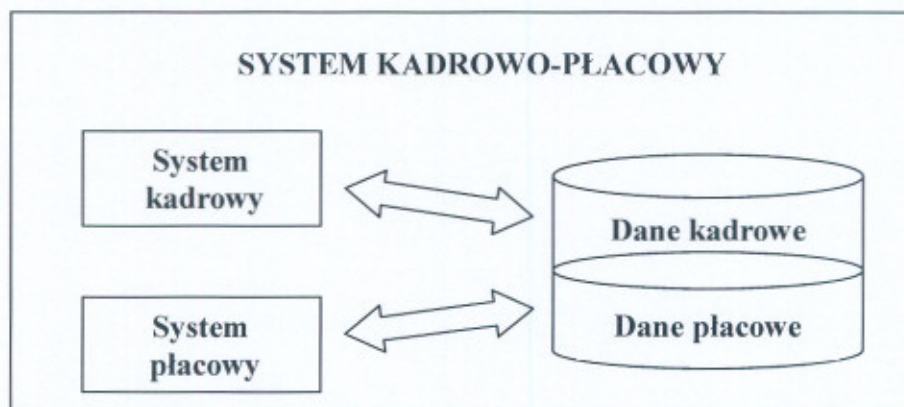 SYSTEM KADROWO-PŁACOWY
System
kadrowy
Dane kadrowe
System
płacowy
Dane płacowe